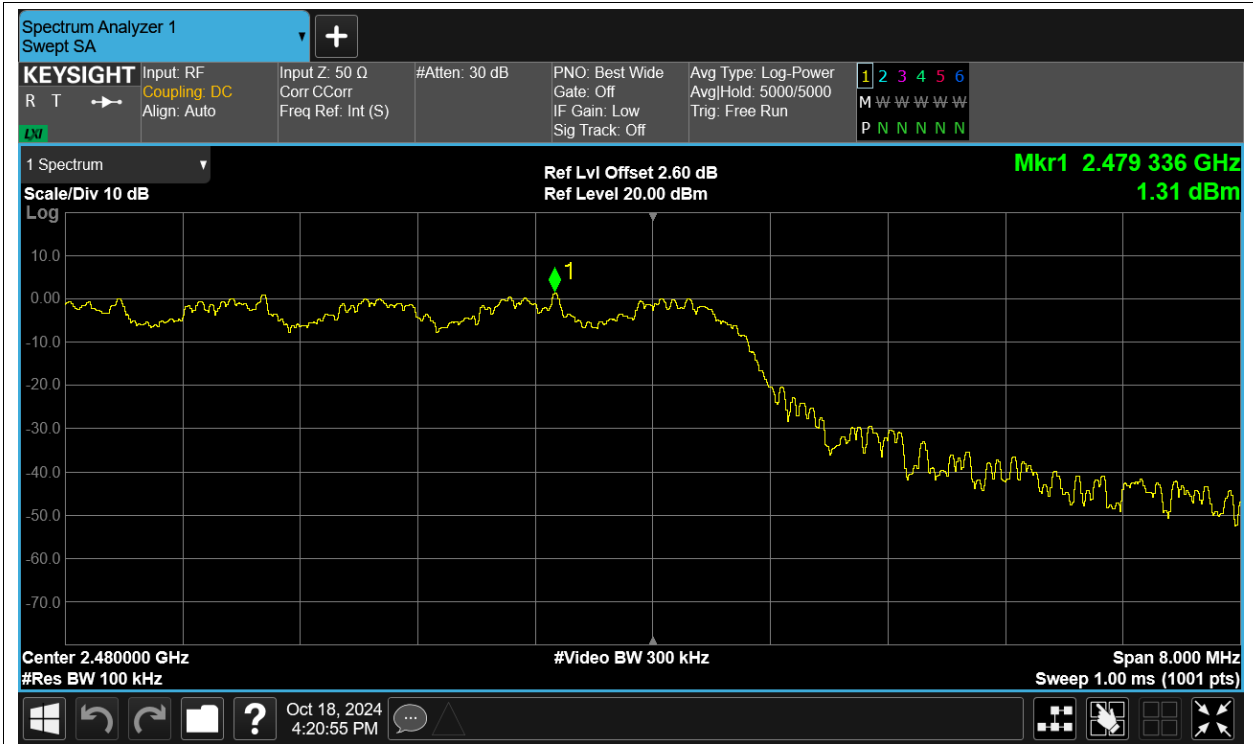 Spectrum Analyzer 1
Swept SA
KEYSIGHT
R T
LXI
Input: RF
Coupling: DC
Align: Auto
Input Z: 50 Ω
Corr CCorr
Freq Ref: Int (S)
#Atten: 30 dB
PNO: Best Wide
Gate: Off
IF Gain: Low
Sig Track: Off
Avg Type: Log-Power
Avg|Hold: 5000/5000
Trig: Free Run
1 2 3 4 5 6
M W W W W W
P N N N N N
1 Spectrum
Scale/Div 10 dB
Log
Ref Lvl Offset 2.60 dB
Ref Level 20.00 dBm
Mkr1 2.479 336 GHz
1.31 dBm
1
10.0
0.00
-10.0
-20.0
-30.0
-40.0
-50.0
-60.0
-70.0
Center 2.480000 GHz
#Res BW 100 kHz
#Video BW 300 kHz
Span 8.000 MHz
Sweep 1.00 ms (1001 pts)
?
Oct 18, 2024
4:20:55 PM